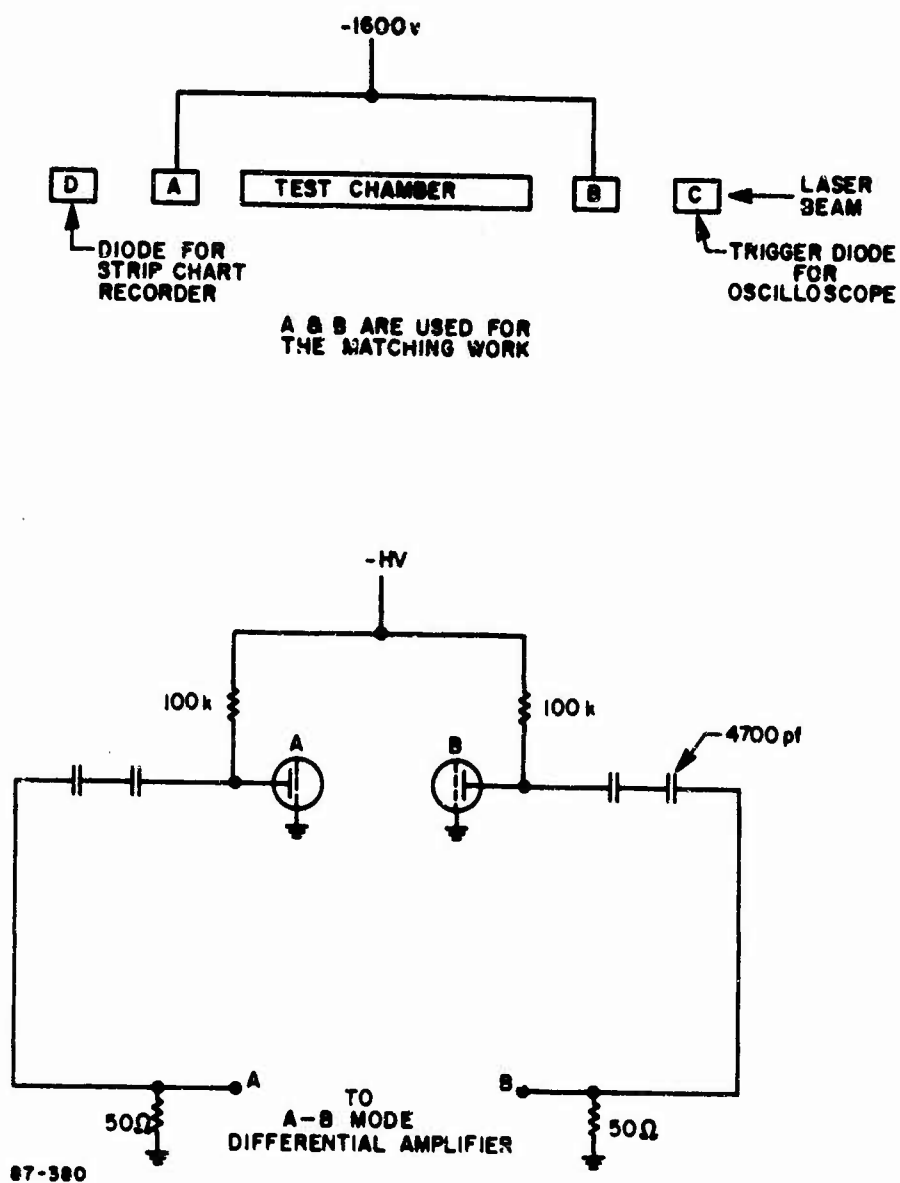 -1600v
D
A
TEST CHAMBER
B
C
LASER
BEAM
DIODE FOR
STRIP CHART
RECORDER
TRIGGER DIODE
FOR
OSCILLOSCOPE
A & B ARE USED FOR
THE MATCHING WORK
-HV
100k
100k
A
B
4700 pf
A
B
TO
A-B MODE
DIFFERENTIAL AMPLIFIER
50Ω
50Ω
87-380